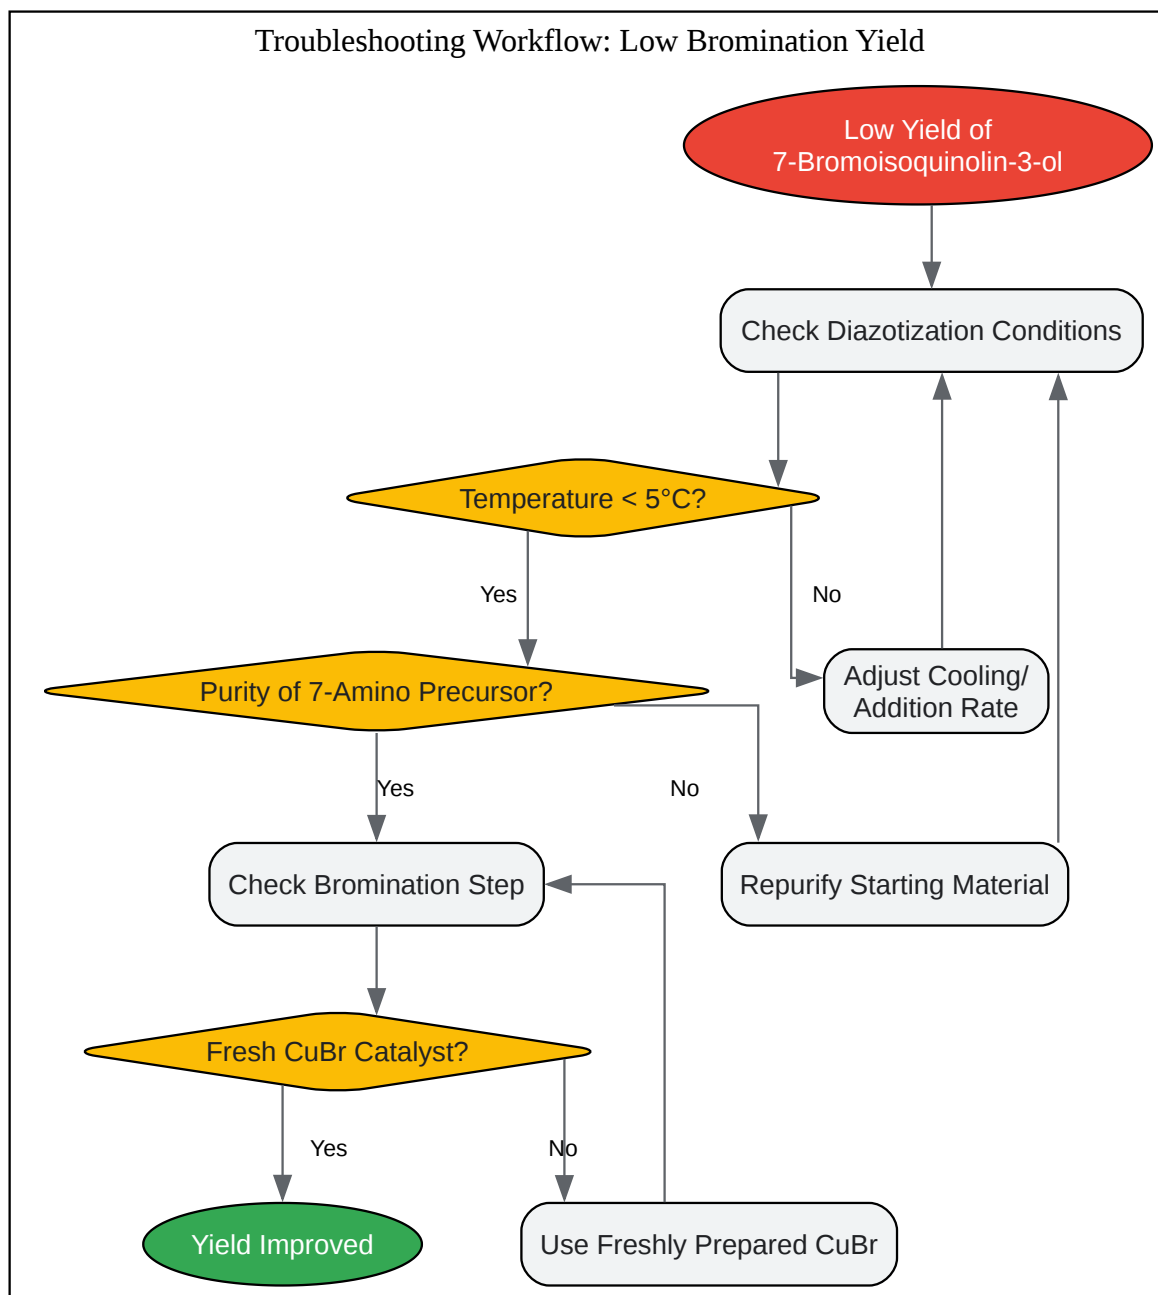 Troubleshooting Workflow: Low Bromination Yield
Low Yield of
7-Bromoisoquinolin-3-ol
Check Diazotization Conditions
Temperature < 5°C?
Yes
No
Adjust Cooling/
Addition Rate
Purity of 7-Amino Precursor?
Yes
No
Check Bromination Step
Repurify Starting Material
Fresh CuBr Catalyst?
Yes
No
Yield Improved
Use Freshly Prepared CuBr